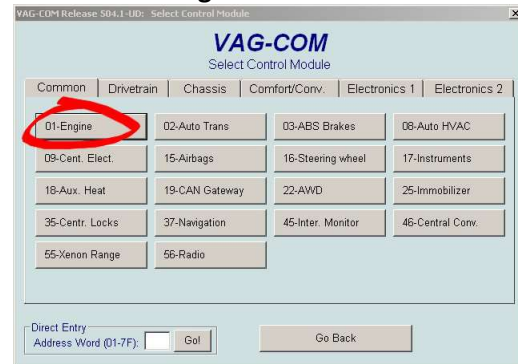 VAG-COM Release 504.1-UD: Select Control Module
VAG-COM
Select Control Module
Common Drivetrain Chassis Comfort/Conv. Electronics 1 Electronics 2
01-Engine 02-Auto Trans 03-ABS Brakes 08-Auto HVAC
09-Cent. Elect. 15-Airbags 16-Steering wheel 17-Instruments
18-Aux. Heat 19-CAN Gateway 22-AWD 25-Immobilizer
35-Centr. Locks 37-Navigation 45-Inter. Monitor 46-Central Conv.
55-Xenon Range 56-Radio
Direct Entry
Address Word (01-7F): Go! Go Back